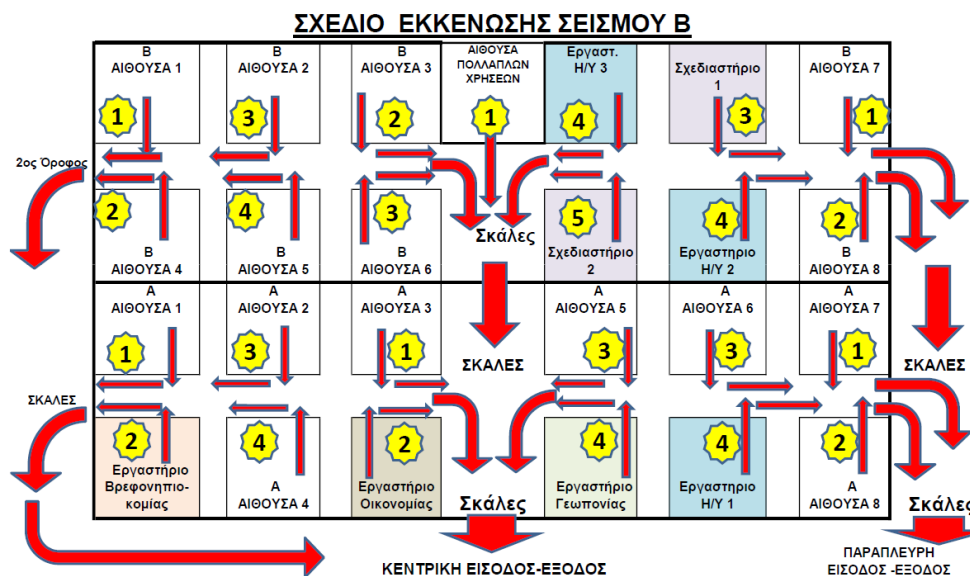 ΣΧΕΔΙΟ ΕΚΚΕΝΩΣΗΣ ΣΕΙΣΜΟΥ Β
Β
ΑΙΘΟΥΣΑ 1
Β
ΑΙΘΟΥΣΑ 2
Β
ΑΙΘΟΥΣΑ 3
ΑΙΘΟΥΣΑ
ΠΟΛΛΑΠΛΩΝ
ΧΡΗΣΕΩΝ
Εργαστ.
Η/Υ 3
Σχεδιαστήριο
1
Β
ΑΙΘΟΥΣΑ 7
1
3
2
1
4
3
1
2ος Όροφος
2
4
3
5
4
2
Σκάλες
Β
ΑΙΘΟΥΣΑ 4
Β
ΑΙΘΟΥΣΑ 5
Β
ΑΙΘΟΥΣΑ 6
Σχεδιαστήριο
2
Εργαστηριο
Η/Υ 2
Β
ΑΙΘΟΥΣΑ 8
Α
ΑΙΘΟΥΣΑ 1
Α
ΑΙΘΟΥΣΑ 2
Α
ΑΙΘΟΥΣΑ 3
Α
ΑΙΘΟΥΣΑ 5
Α
ΑΙΘΟΥΣΑ 6
Α
ΑΙΘΟΥΣΑ 7
1
3
1
3
3
1
ΣΚΑΛΕΣ
ΣΚΑΛΕΣ
ΣΚΑΛΕΣ
2
4
2
4
4
2
Εργαστήριο
Βρεφονηπιο-
κομίας
Α
ΑΙΘΟΥΣΑ 4
Εργαστήριο
Οικονομίας
Σκάλες
Εργαστήριο
Γεωπονίας
Εργαστηριο
Η/Υ 1
Α
ΑΙΘΟΥΣΑ 8
Σκάλες
ΚΕΝΤΡΙΚΗ ΕΙΣΟΔΟΣ-ΕΞΟΔΟΣ
ΠΑΡΑΠΛΕΥΡΗ
ΕΙΣΟΔΟΣ -ΕΞΟΔΟΣ